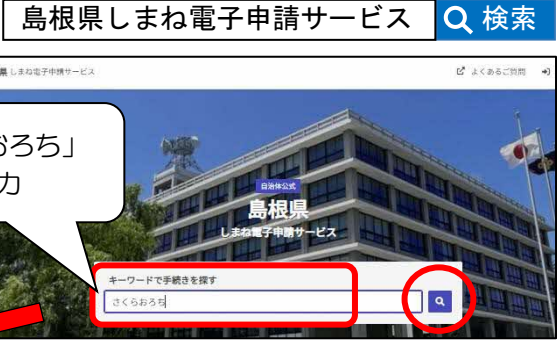 島根県しまね電子申請サービス
検索
県 しまね電子申請サービス
よくあるご質問
おろち」
力
自治体公式
島根県
しまね電子申請サービス
キーワードで手続きを探す
さくらおろち